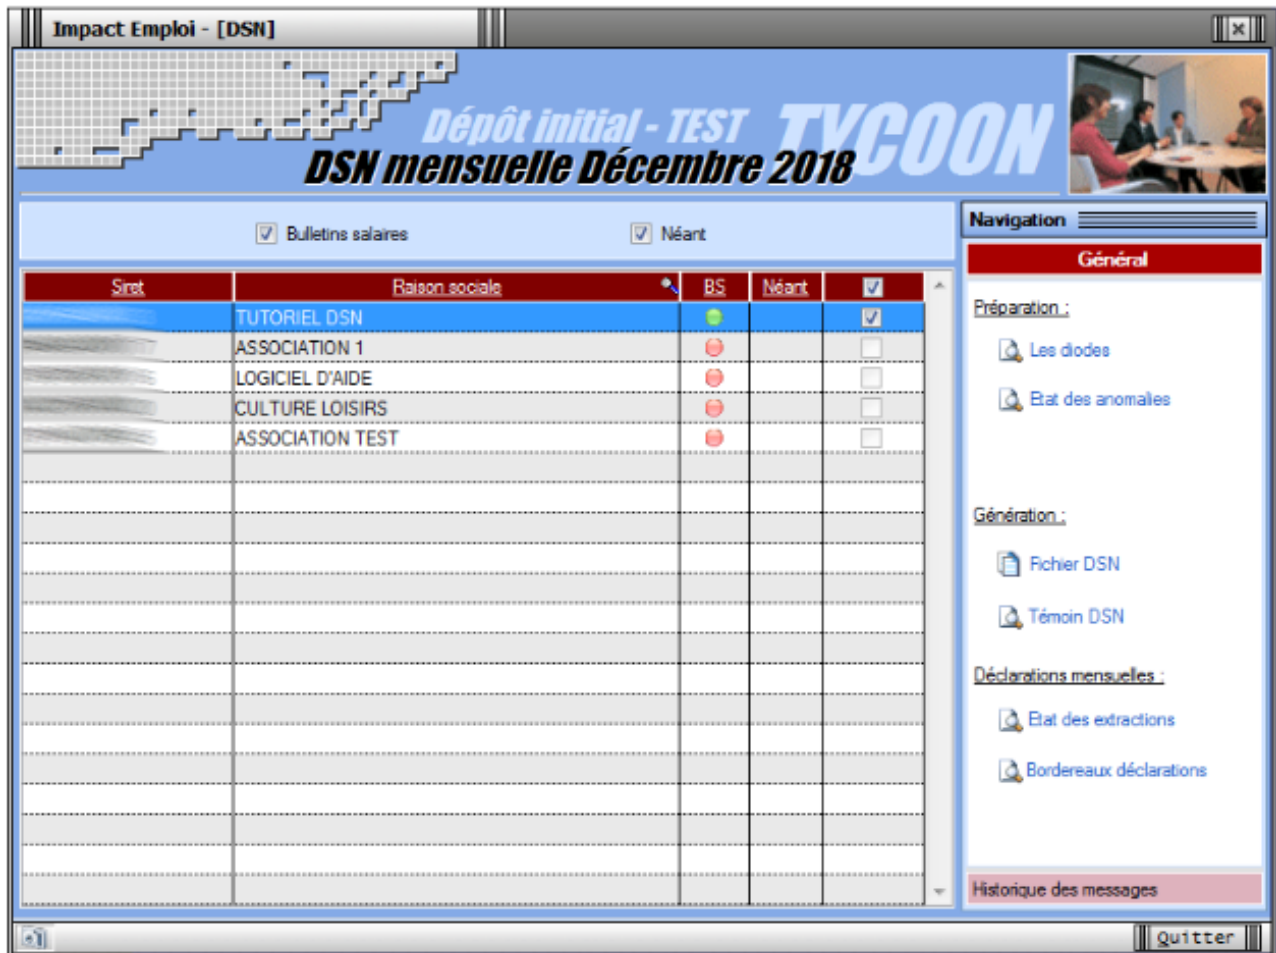 Impact Emploi - [DSN]
Dépôt initial - TEST
TYCOON
DSN mensuelle Décembre 2018
Bulletins salaires
Néant
Siret Raison sociale BS Néant
TUTORIEL DSN
ASSOCIATION 1
LOGICIEL D'AIDE
CULTURE LOISIRS
ASSOCIATION TEST
Navigation
Général
Préparation :
Les diodes
Etat des anomalies
Génération :
Fichier DSN
Témoin DSN
Déclarations mensuelles :
Etat des extractions
Bordereaux déclarations
Historique des messages
Quitter